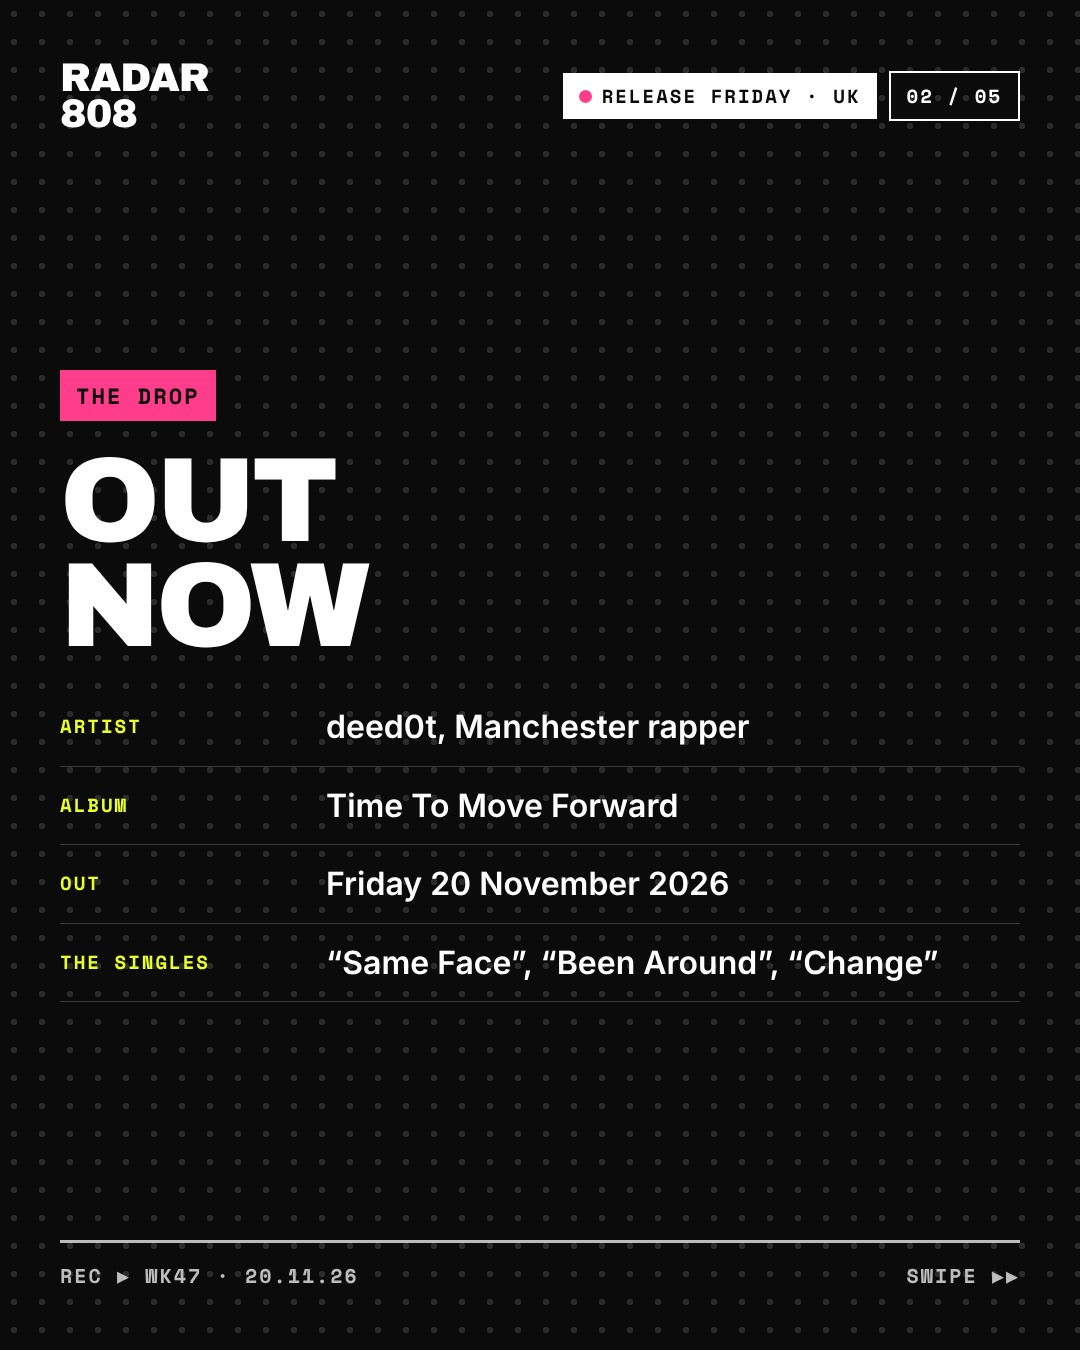 RADAR
808
RELEASE FRIDAY · UK
02 / 05
THE DROP
OUT
NOW
ARTIST deed0t, Manchester rapper
ALBUM Time To Move Forward
OUT Friday 20 November 2026
THE SINGLES “Same Face”, “Been Around”, “Change”
REC ▶ WK47 · 20.11.26
SWIPE ▶▶